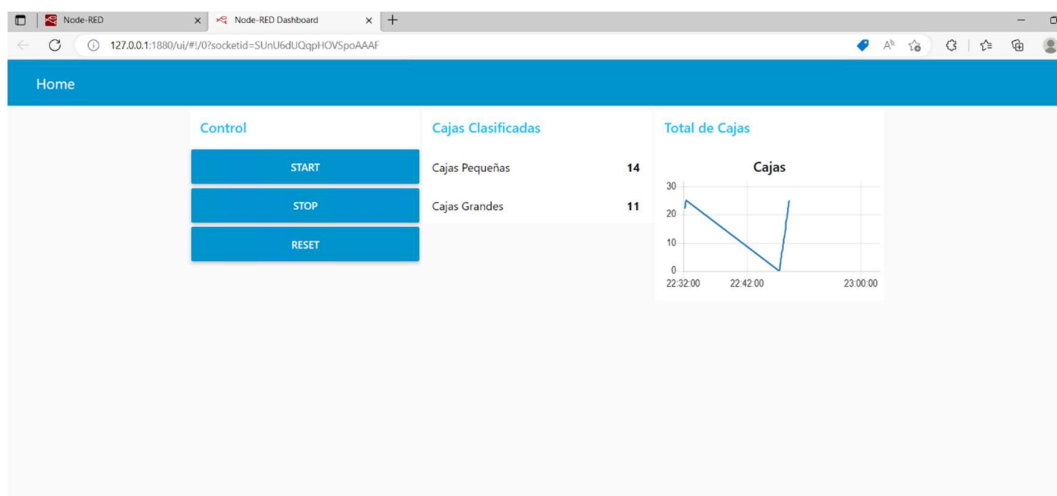 Node-RED
Node-RED Dashboard
127.0.0.1:1880/ui/#!/0?socketid=SUnU6dUQqpHOVSpoAAAF
Home
Control
START
STOP
RESET
Cajas Clasificadas
Cajas Pequeñas 14
Cajas Grandes 11
Total de Cajas
Cajas
30
20
10
0
22:32:00 22:42:00 23:00:00